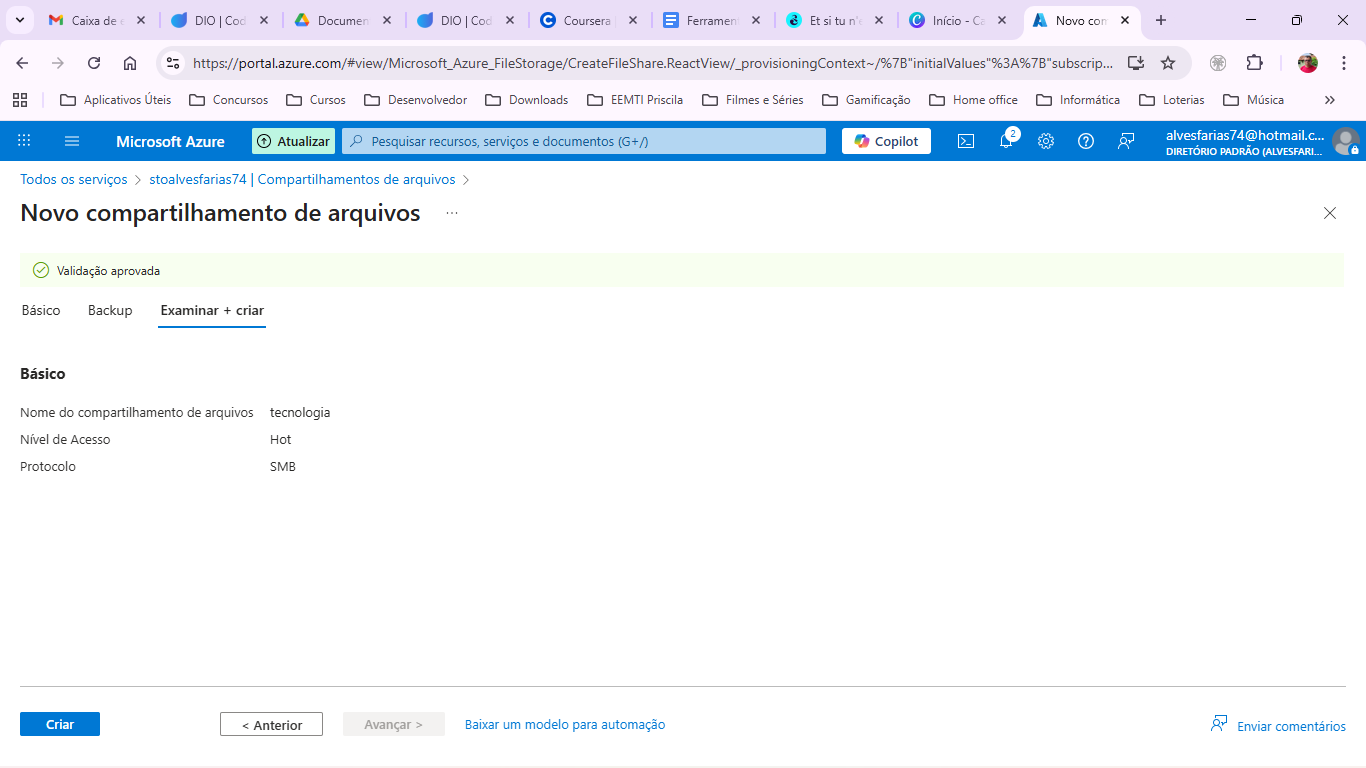 Caixa de e
DIO | Cod
Documen
DIO | Cod
Coursera
Ferrament
Et si tu n'e
Início - Ca
Novo com
https://portal.azure.com/#view/Microsoft_Azure_FileStorage/CreateFileShare.ReactView/_provisioningContext~/%7B"initialValues"%3A%7B"subscrip...
Aplicativos Úteis
Concursos
Cursos
Desenvolvedor
Downloads
EEMTI Priscila
Filmes e Séries
Gamificação
Home office
Informática
Loterias
Música
Microsoft Azure
Atualizar
Pesquisar recursos, serviços e documentos (G+/)
Copilot
2
alvesfarias74@hotmail.c...
DIRETÓRIO PADRÃO (ALVESFARI...
Todos os serviços > stoalvesfarias74 | Compartilhamentos de arquivos >
Novo compartilhamento de arquivos ...
Validação aprovada
Básico Backup Examinar + criar
Básico
Nome do compartilhamento de arquivos tecnologia
Nível de Acesso Hot
Protocolo SMB
Criar < Anterior Avançar > Baixar um modelo para automação Enviar comentários